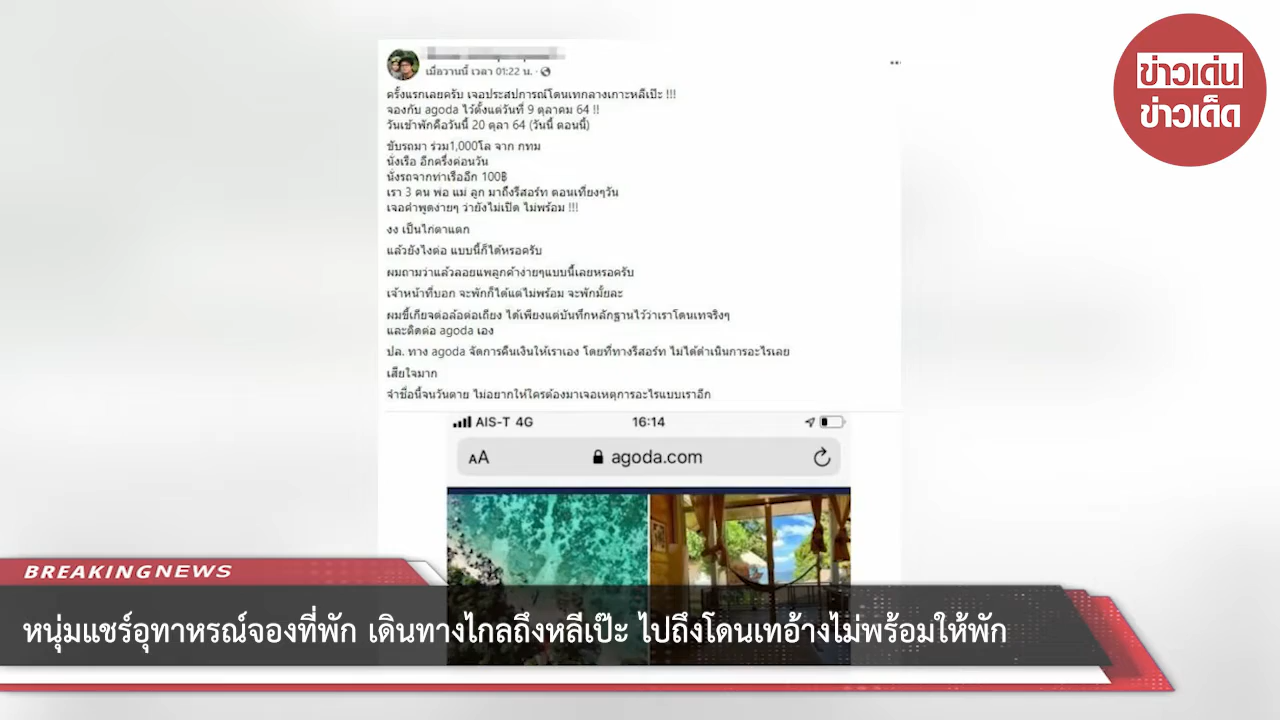 ข่าวเด่น
ข่าวเด็ด
เมื่อวานนี้ เวลา 01:22 น. ·
ครั้งแรกเลยครับ เจอประสปการณ์โดนเทกลางเกาะหลีเป๊ะ !!!
จองกับ agoda ไว้ตั้งแต่วันที่ 9 ตุลาคม 64 !!
วันเข้าพักคือวันนี้ 20 ตุลา 64 (วันนี้ ตอนนี้)
ขับรถมา ร่วม1,000โล จาก กทม
นั่งเรือ อีกครึ่งค่อนวัน
นั่งรถจากท่าเรืออีก 100฿
เรา 3 คน พ่อ แม่ ลูก มาถึงรีสอร์ท ตอนเที่ยงๆวัน
เจอคำพูดง่ายๆ ว่ายังไม่เปิด ไม่พร้อม !!!
งง เป็นไก่ตาแตก
แล้วยังไงต่อ แบบนี้ก็ได้หรอครับ
ผมถามว่าแล้วลอยแพลูกค้าง่ายๆแบบนี้เลยหรอครับ
เจ้าหน้าที่บอก จะพักก็ได้แต่ไม่พร้อม จะพักมั้ยละ
ผมขี้เกียจต่อล้อต่อเถียง ได้เพียงแต่บันทึกหลักฐานไว้ว่าเราโดนเทจริงๆ
และติดต่อ agoda เอง
ปล. ทาง agoda จัดการคืนเงินให้เราเอง โดยที่ทางรีสอร์ท ไม่ได้ดำเนินการอะไรเลย
เสียใจมาก
จำชื่อนี้จนวันตาย ไม่อยากให้ใครต้องมาเจอเหตุการอะไรแบบเราอีก
AIS-T 4G 16:14
AA agoda.com
BREAKING NEWS
หนุ่มแชร์อุทาหรณ์จองที่พัก เดินทางไกลถึงหลีเป๊ะ ไปถึงโดนเทอ้างไม่พร้อมให้พัก